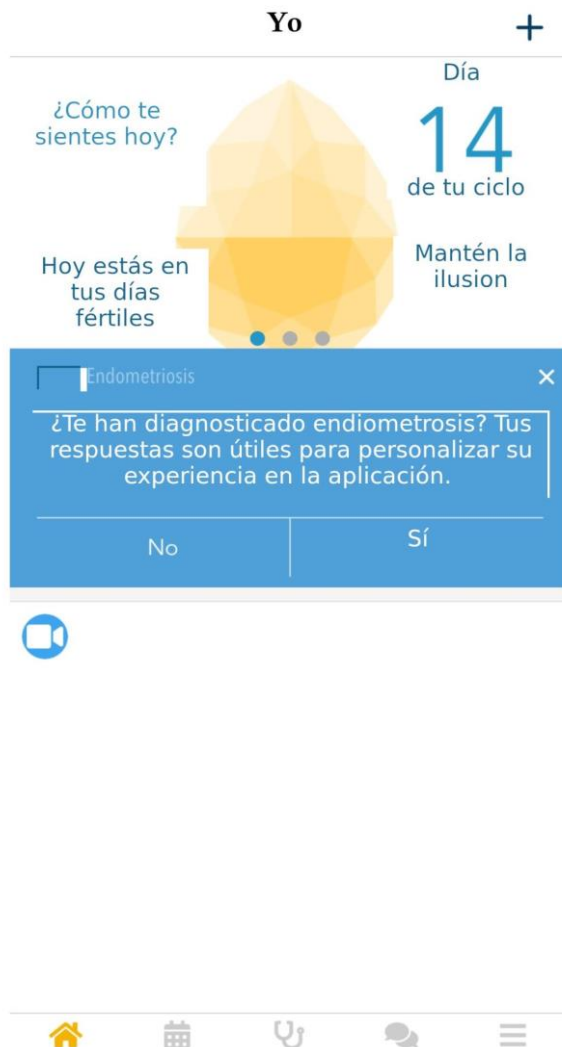 Yo
¿Cómo te
sientes hoy?
Día
14
de tu ciclo
Hoy estás en
tus días
fértiles
Mantén la
ilusion
Endometriosis
¿Te han diagnosticado endiometrosis? Tus
respuestas son útiles para personalizar su
experiencia en la aplicación.
No
Sí